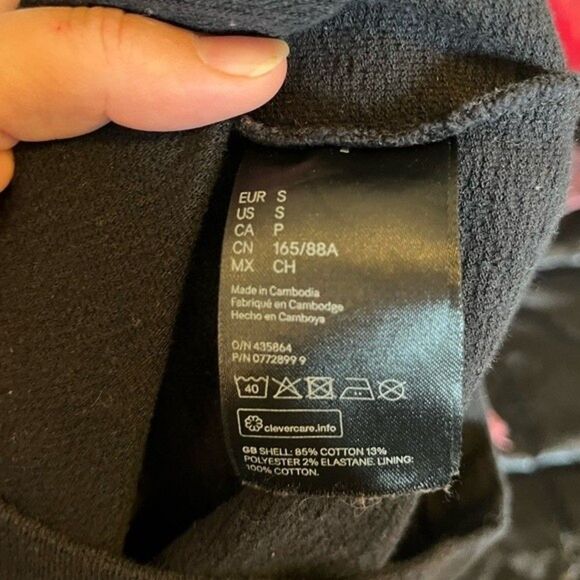 EUR S
US S
CA P
CN 165/88A
MX CH
Made in Cambodia
Fabriqué en Cambodge
Hecho en Camboya
O/N 435864
P/N 0772899 9
40
clevercare.info
GB SHELL: 85% COTTON 13%
POLYESTER 2% ELASTANE. LINING:
100% COTTON.